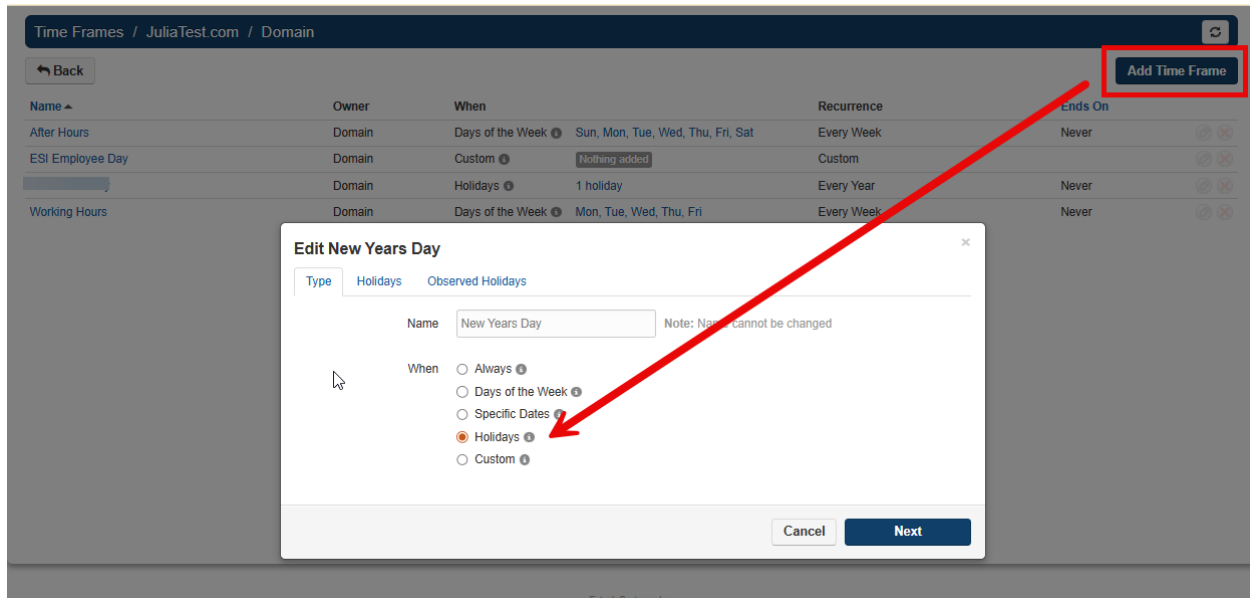 Time Frames / JuliaTest.com / Domain
Back
Add Time Frame
Name Owner When Recurrence Ends On
After Hours Domain Days of the Week Sun, Mon, Tue, Wed, Thu, Fri, Sat Every Week Never
ESI Employee Day Domain Custom Nothing added Custom
Domain Holidays 1 holiday Every Year Never
Working Hours Domain Days of the Week Mon, Tue, Wed, Thu, Fri Every Week Never
Edit New Years Day
Type Holidays Observed Holidays
Name New Years Day Note: Name cannot be changed
When Always
Days of the Week
Specific Dates
Holidays
Custom
Cancel Next